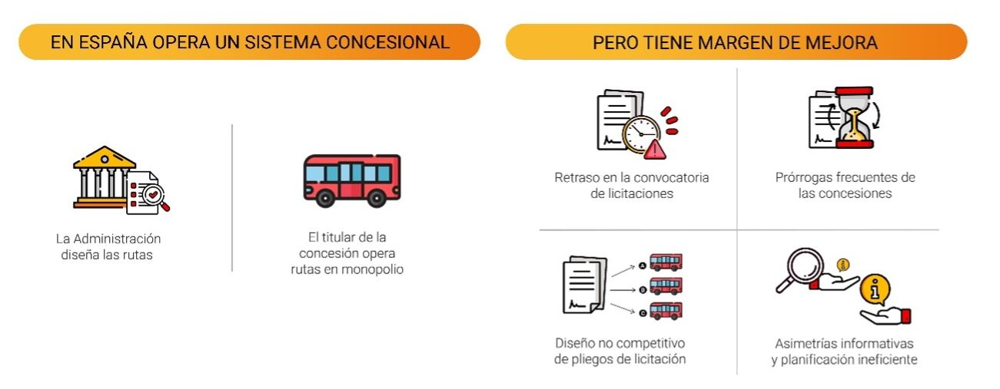 EN ESPAÑA OPERA UN SISTEMA CONCESIONAL
La Administración
diseña las rutas
El titular de la
concesión opera
rutas en monopolio
PERO TIENE MARGEN DE MEJORA
Retraso en la convocatoria
de licitaciones
Prórrogas frecuentes de
las concesiones
A
B
C
Diseño no competitivo
de pliegos de licitación
i
i
Asimetrías informativas
y planificación ineficiente